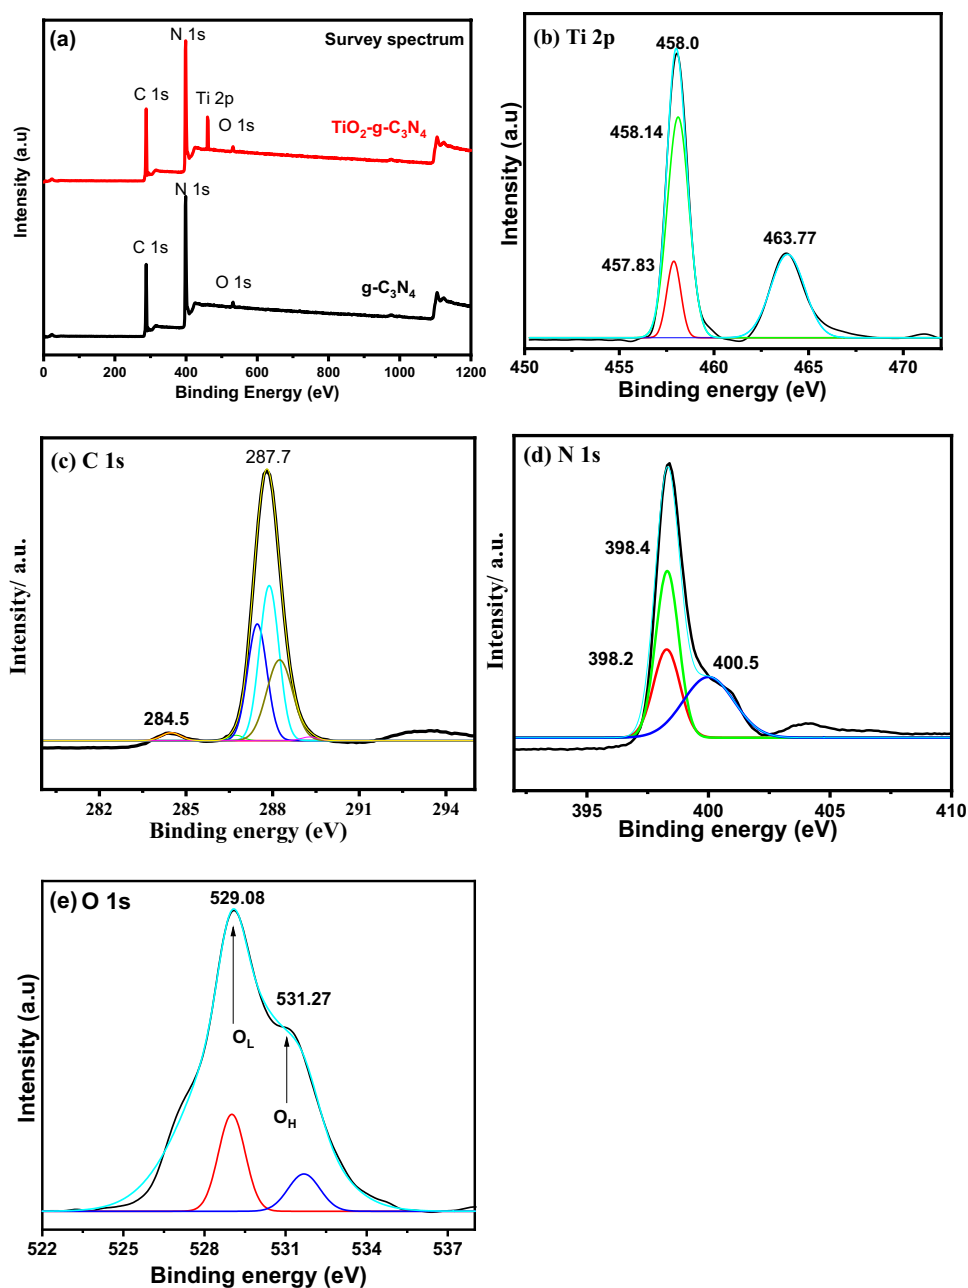 (a)
Survey spectrum
N 1s
C 1s
Ti 2p
O 1s
TiO₂-g-C₃N₄
N 1s
C 1s
O 1s
g-C₃N₄
Intensity (a.u)
0 200 400 600 800 1000 1200
Binding Energy (eV)
(b) Ti 2p
458.0
458.14
457.83
463.77
Intensity (a.u)
450 455 460 465 470
Binding energy (eV)
(c) C 1s
287.7
284.5
Intensity/ a.u.
282 285 288 291 294
Binding energy (eV)
(d) N 1s
398.4
398.2
400.5
Intensity/ a.u.
395 400 405 410
Binding energy (eV)
(e) O 1s
529.08
531.27
O_L
O_H
Intensity (a.u)
522 525 528 531 534 537
Binding energy (eV)